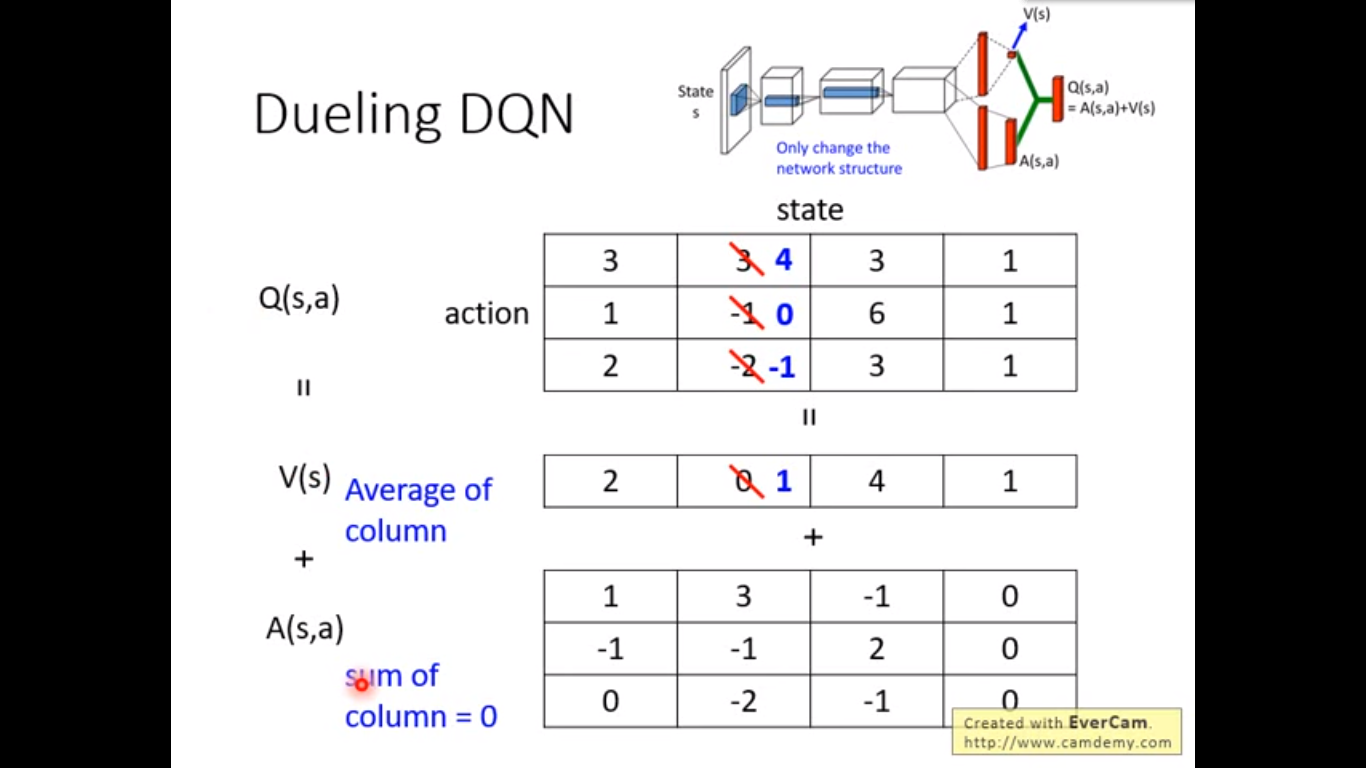 Dueling DQN
State
s
V(s)
Q(s,a)
= A(s,a)+V(s)
A(s,a)
Only change the
network structure
state
Q(s,a)
action
3 3 4 3 1
1 -1 0 6 1
2 -2 -1 3 1
= =
V(s)
Average of
column
2 0 1 4 1
+ +
A(s,a)
sum of
column = 0
1 3 -1 0
-1 -1 2 0
0 -2 -1 0
Created with EverCam.
http://www.camdemy.com